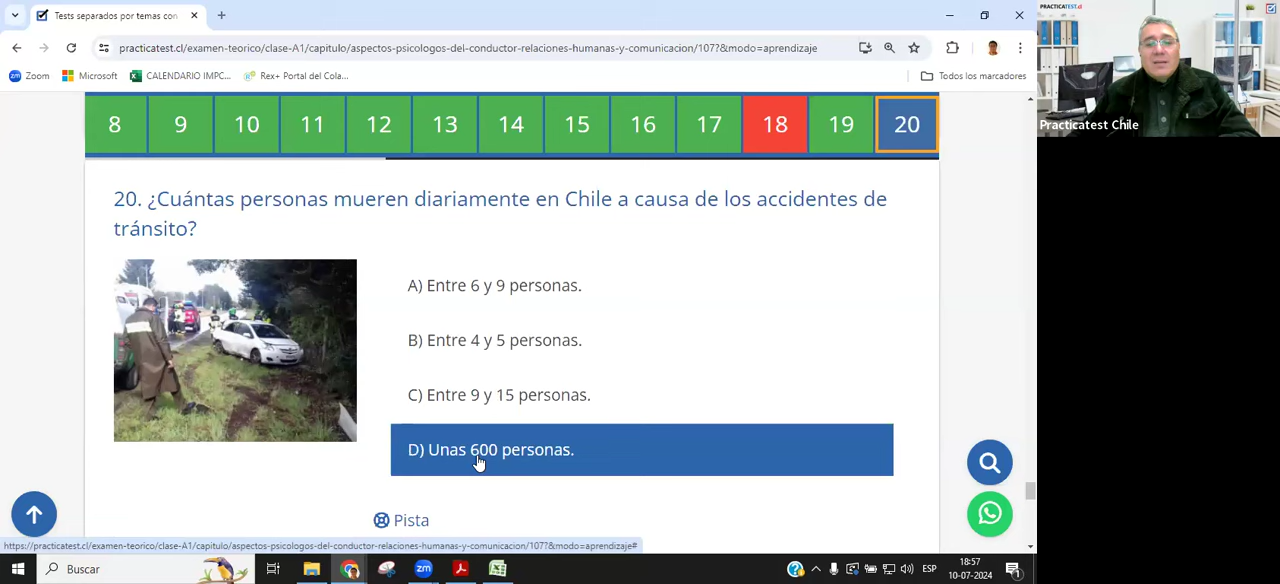 Tests separados por temas con
practicatest.cl/examen-teorico/clase-A1/capitulo/aspectos-psicologos-del-conductor-relaciones-humanas-y-comunicacion/107?&modo=aprendizaje
Zoom
Microsoft
CALENDARIO IMPC...
Rex+ Portal del Cola...
Todos los marcadores
PRACTICATEST.cl
Practicatest Chile
8 9 10 11 12 13 14 15 16 17 18 19 20
20. ¿Cuántas personas mueren diariamente en Chile a causa de los accidentes de
tránsito?
A) Entre 6 y 9 personas.
B) Entre 4 y 5 personas.
C) Entre 9 y 15 personas.
D) Unas 600 personas.
Pista
https://practicatest.cl/examen-teorico/clase-A1/capitulo/aspectos-psicologos-del-conductor-relaciones-humanas-y-comunicacion/107?&modo=aprendizaje#
Buscar
zm
ESP
18:57
10-07-2024